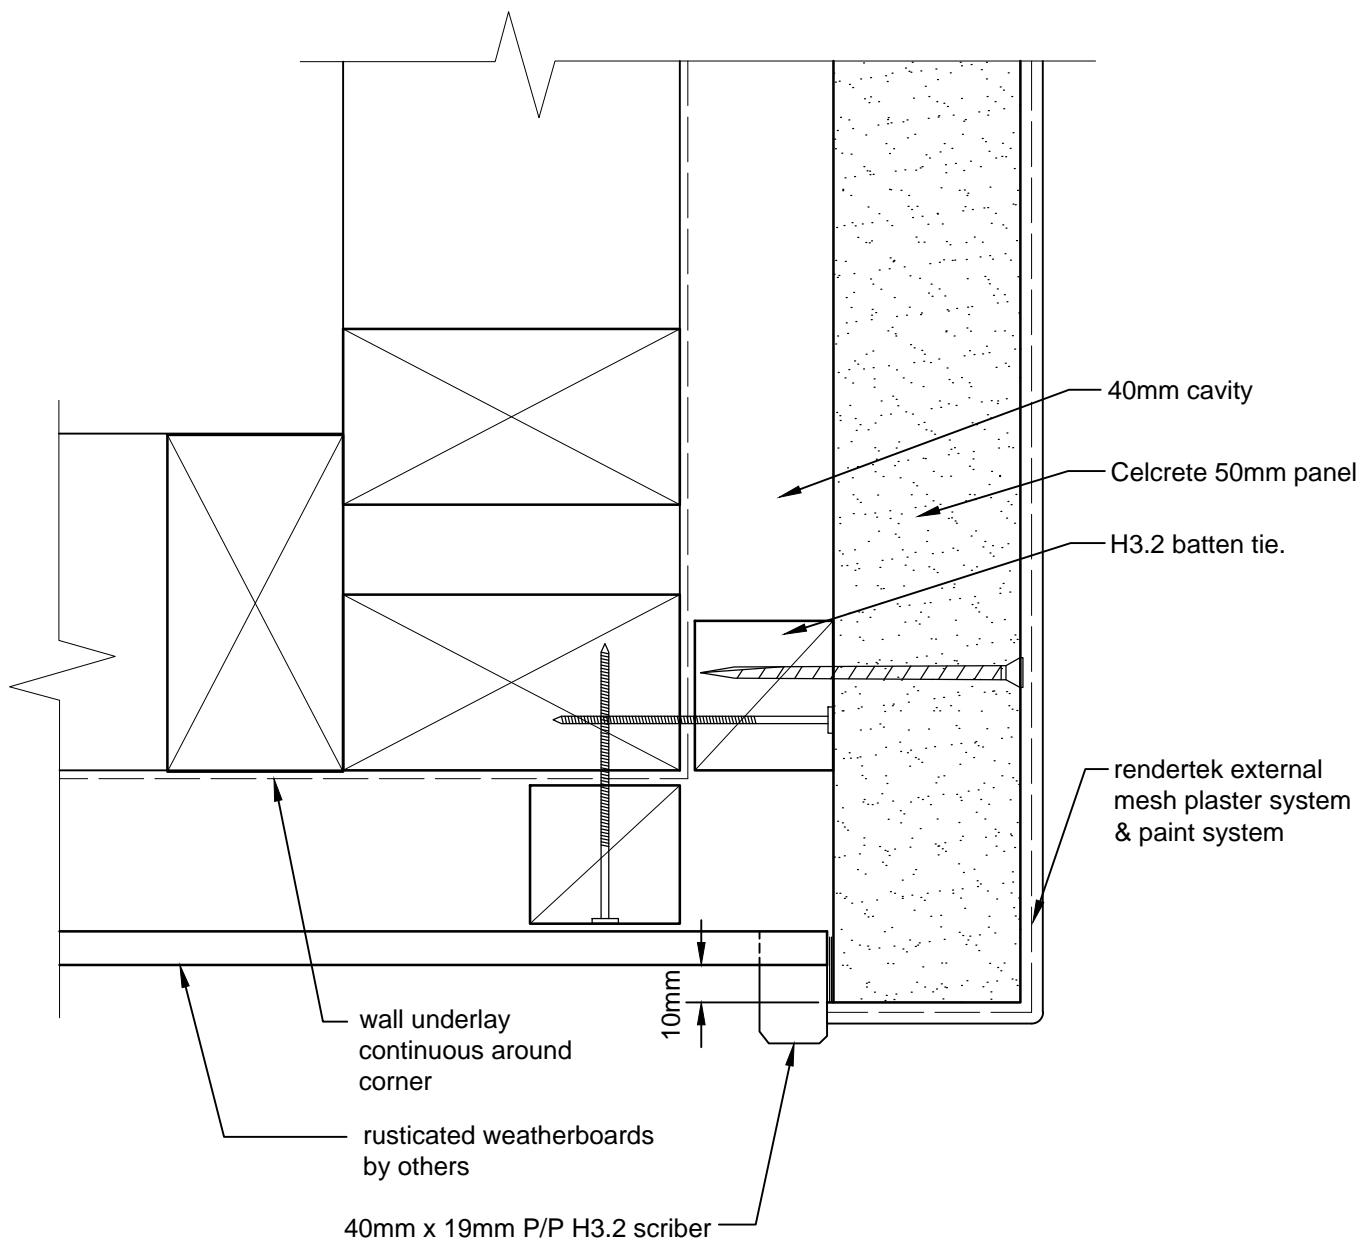 40mm cavity
Celcrete 50mm panel
H3.2 batten tie.
rendertek external
mesh plaster system
& paint system
10mm
wall underlay
continuous around
corner
rusticated weatherboards
by others
40mm x 19mm P/P H3.2 scriber